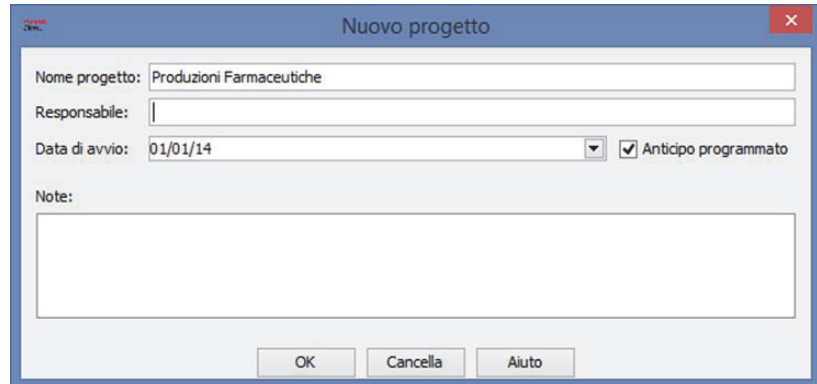 Nuovo progetto
Nome progetto: Produzioni Farmaceutiche
Responsabile:
Data di avvio: 01/01/14 Anticipo programmato
Note:
OK Cancella Aiuto